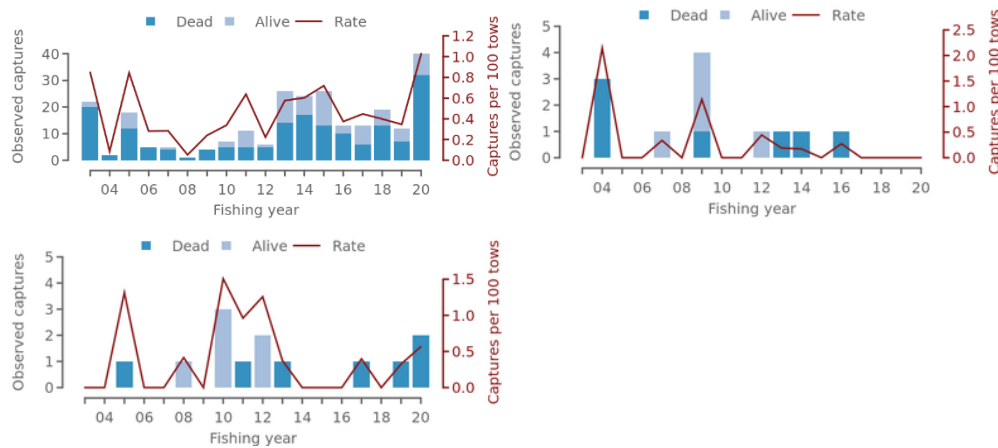 Dead Alive Rate
Observed captures
40
30
20
10
0
1.2
1.0
0.8
0.6
0.4
0.2
0.0
Captures per 100 tows
04 06 08 10 12 14 16 18 20
Fishing year
Dead Alive Rate
Observed captures
5
4
3
2
1
0
2.5
2.0
1.5
1.0
0.5
0.0
Captures per 100 tows
04 06 08 10 12 14 16 18 20
Fishing year
Dead Alive Rate
Observed captures
5
4
3
2
1
0
1.5
1.0
0.5
0.0
Captures per 100 tows
04 06 08 10 12 14 16 18 20
Fishing year